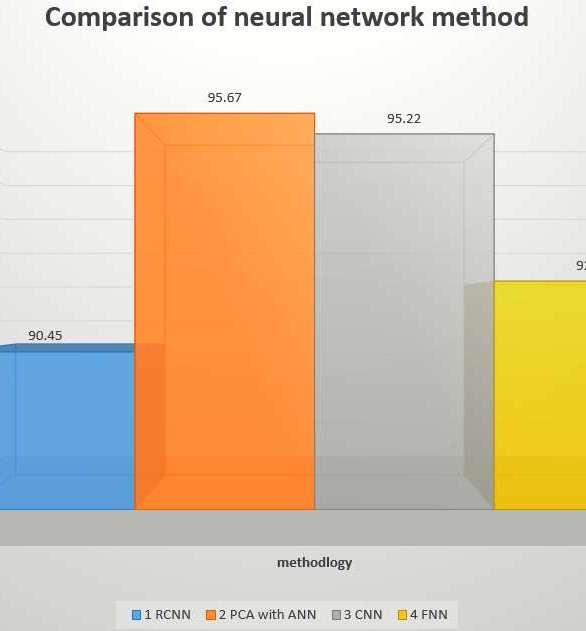 Comparison of neural network method
95.67
95.22
90.45
methodlogy
1 RCNN 2 PCA with ANN 3 CNN 4 FNN